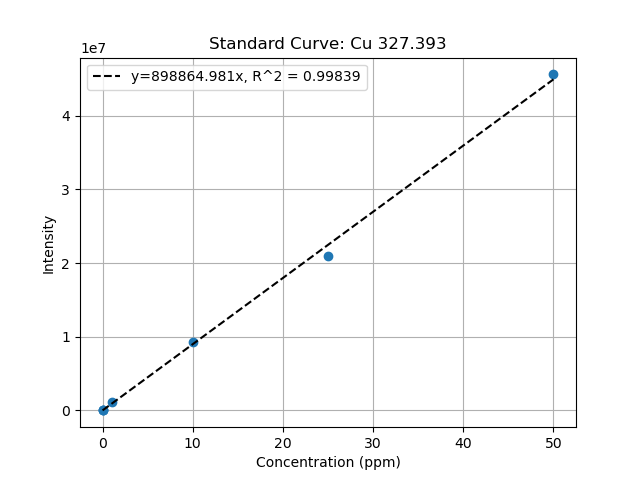 Standard Curve: Cu 327.393
1e7
y=898864.981x, R^2 = 0.99839
4
3
2
1
0
Intensity
0 10 20 30 40 50
Concentration (ppm)